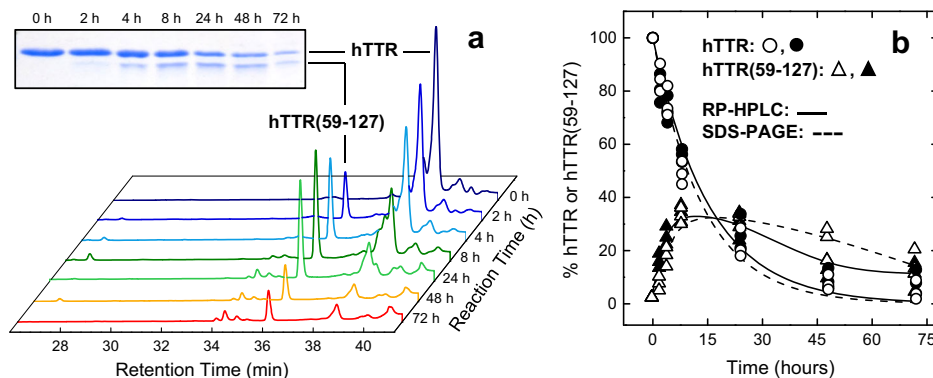 0 h 2 h 4 h 8 h 24 h 48 h 72 h
a
hTTR
hTTR(59-127)
0 h
2 h
4 h
8 h
24 h
48 h
72 h
Reaction Time (h)
28 30 32 34 36 38 40
Retention Time (min)
b
hTTR: ○, ●
hTTR(59-127): △, ▲
RP-HPLC:
SDS-PAGE:
% hTTR or hTTR(59-127)
100
80
60
40
20
0
0 15 30 45 60 75
Time (hours)